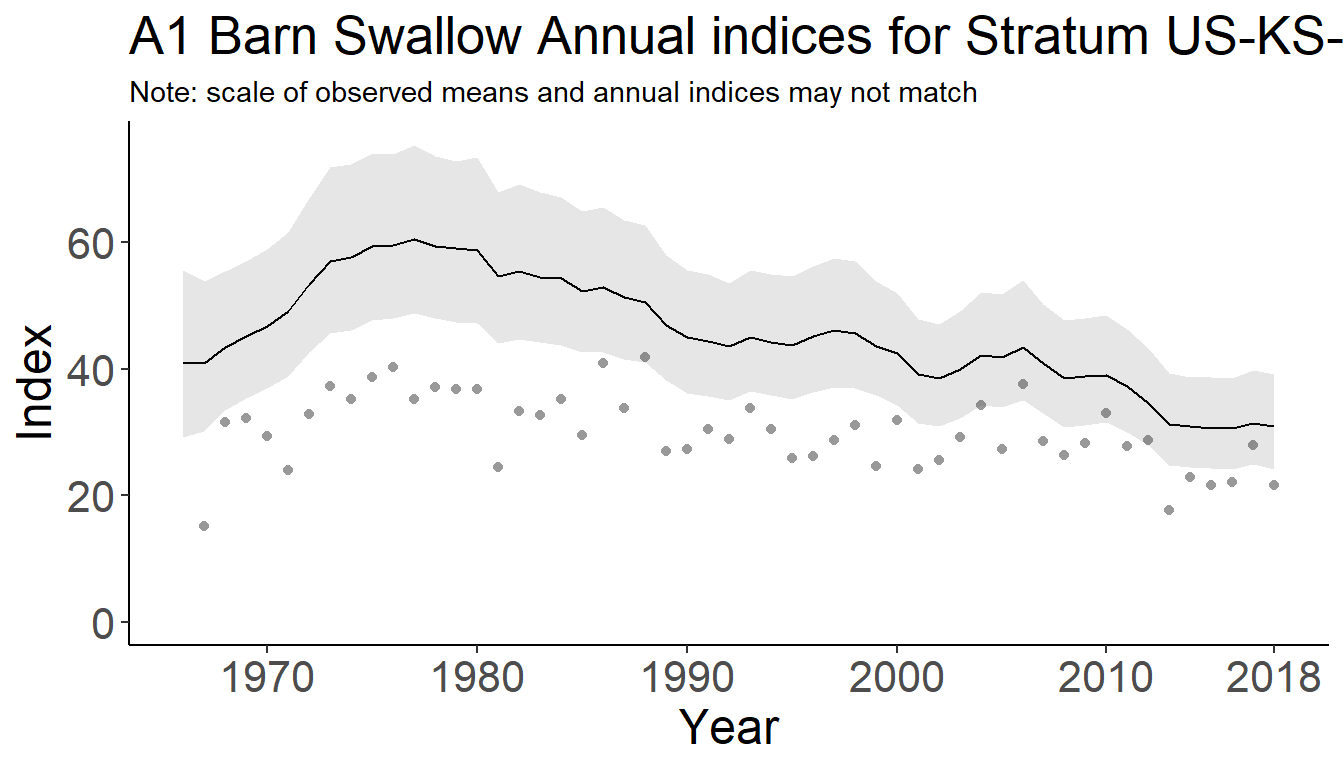 A1 Barn Swallow Annual indices for Stratum US-KS-
Note: scale of observed means and annual indices may not match
Index
60
40
20
0
1970 1980 1990 2000 2010 2018
Year